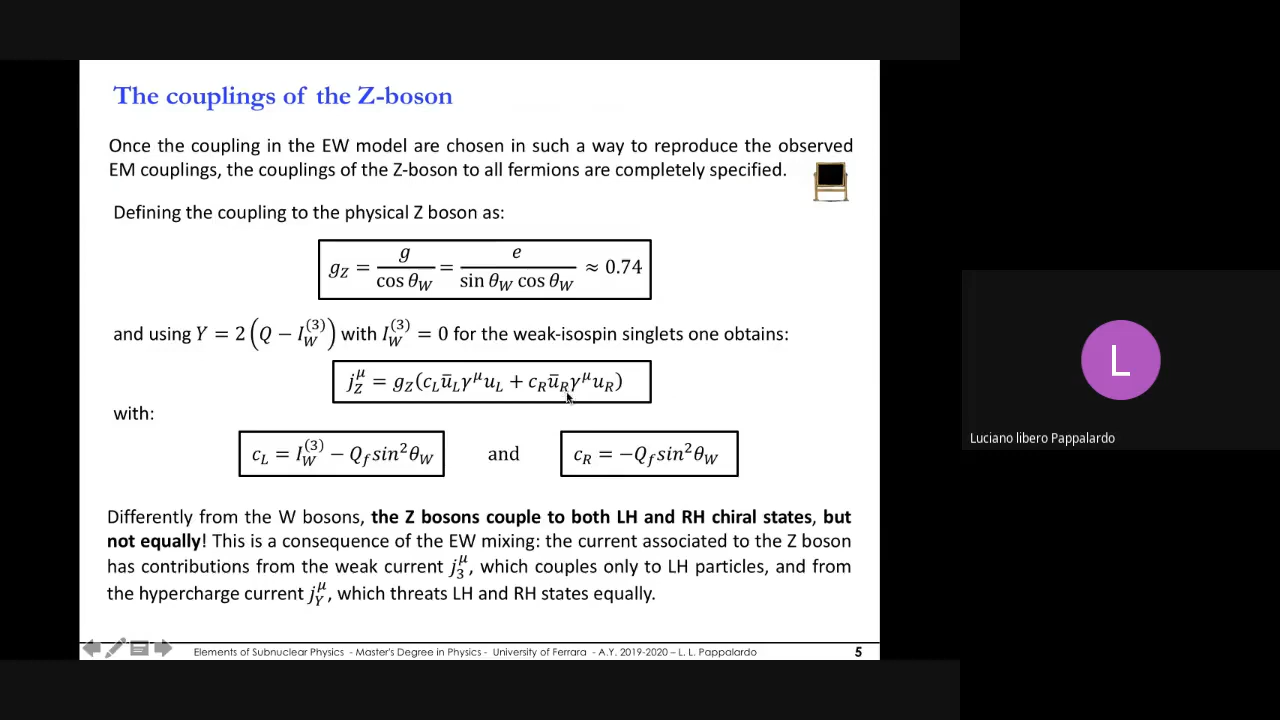 The couplings of the Z-boson
Once the coupling in the EW model are chosen in such a way to reproduce the observed
EM couplings, the couplings of the Z-boson to all fermions are completely specified.
Defining the coupling to the physical Z boson as:
g_Z = g / cos θ_W = e / sin θ_W cos θ_W ≈ 0.74
and using Y = 2(Q − I_W^(3)) with I_W^(3) = 0 for the weak-isospin singlets one obtains:
j_Z^μ = g_Z(c_L ū_L γ^μ u_L + c_R ū_R γ^μ u_R)
with:
c_L = I_W^(3) − Q_f sin²θ_W and c_R = −Q_f sin²θ_W
Differently from the W bosons, the Z bosons couple to both LH and RH chiral states, but
not equally! This is a consequence of the EW mixing: the current associated to the Z boson
has contributions from the weak current j_3^μ, which couples only to LH particles, and from
the hypercharge current j_Y^μ, which threats LH and RH states equally.
Elements of Subnuclear Physics - Master's Degree in Physics - University of Ferrara - A.Y. 2019-2020 – L. L. Pappalardo 5
L
Luciano libero Pappalardo